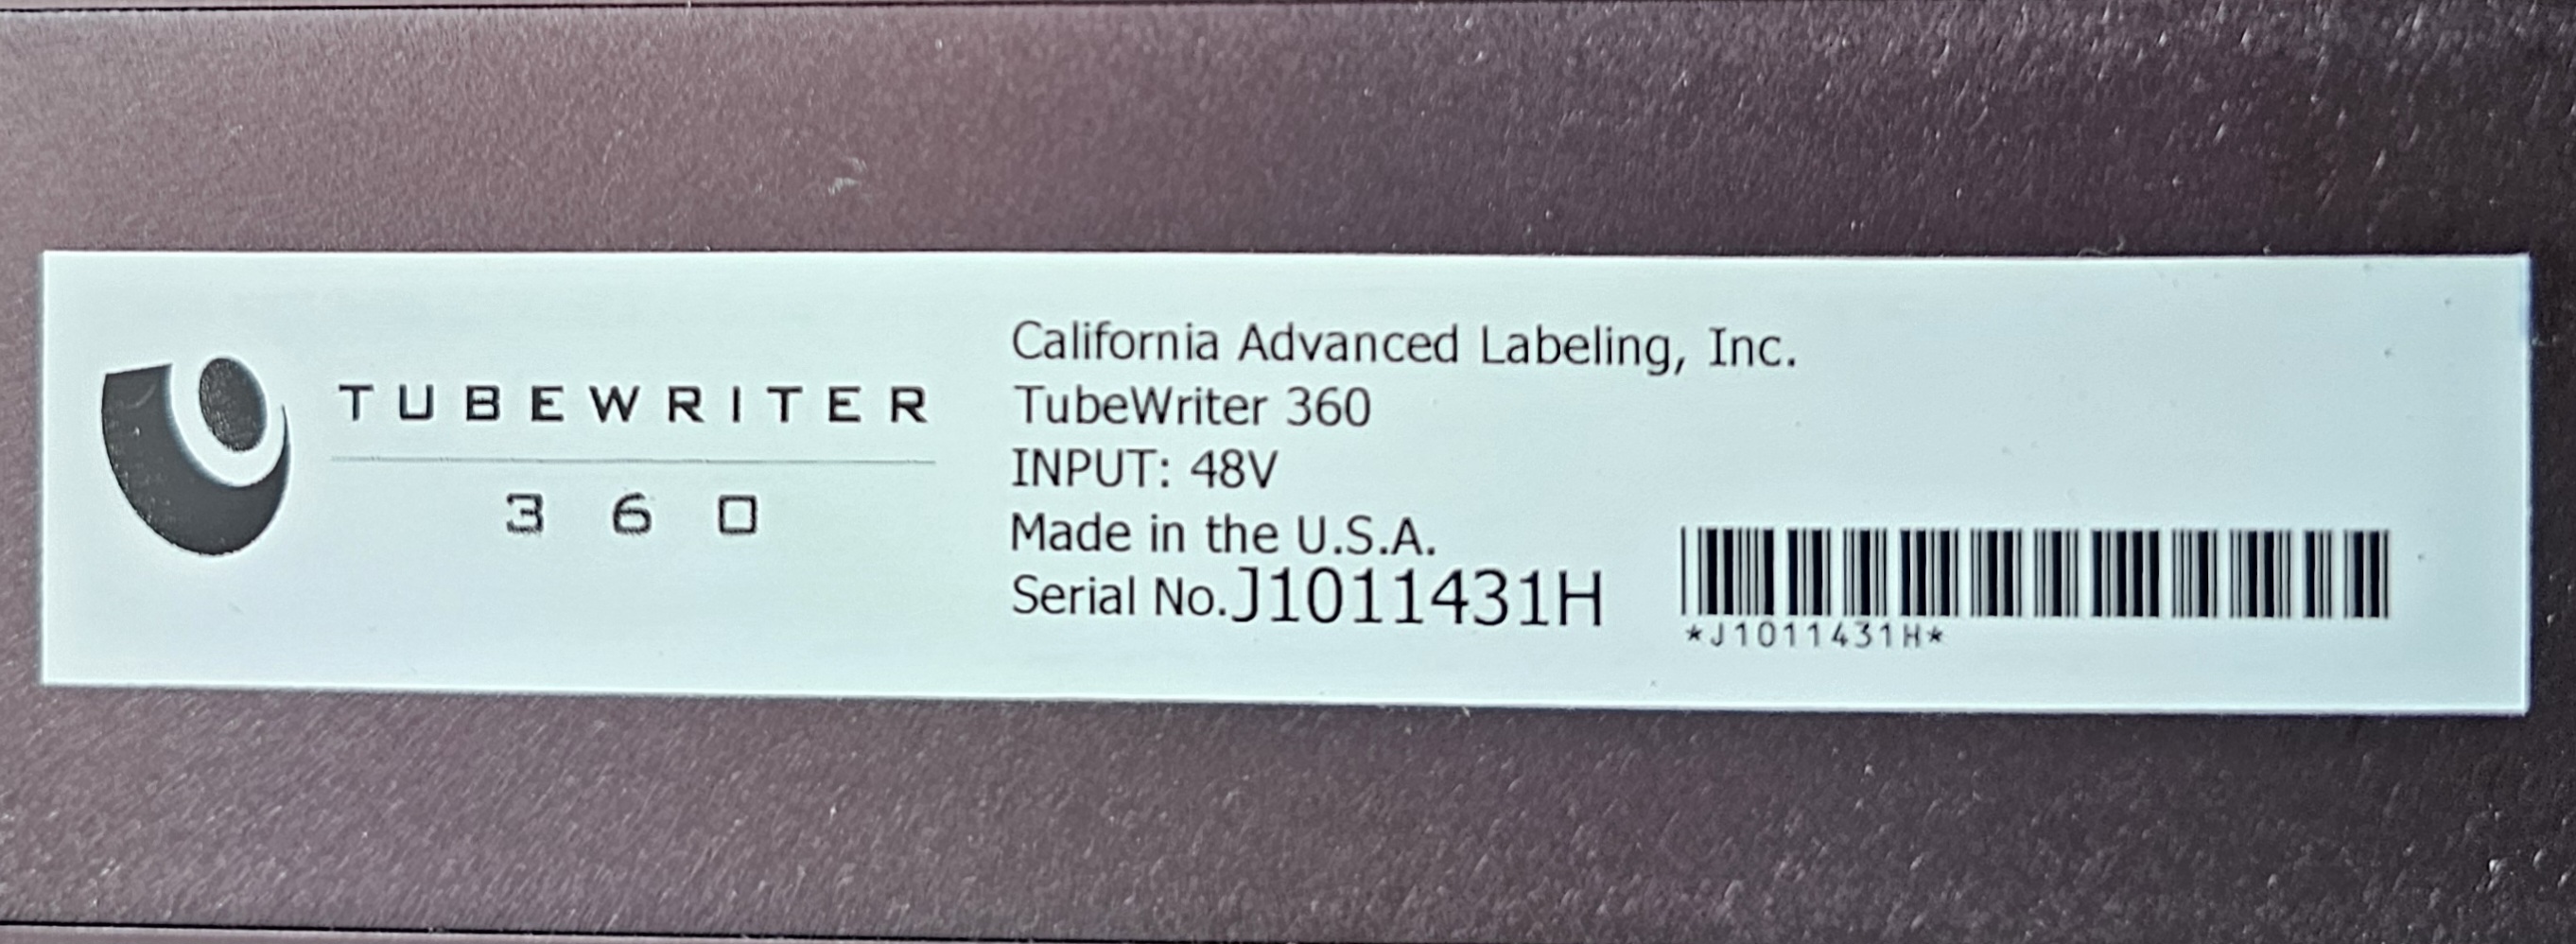 TUBEWRITER
360
California Advanced Labeling, Inc.
TubeWriter 360
INPUT: 48V
Made in the U.S.A.
Serial No.J1011431H
*J1011431H*